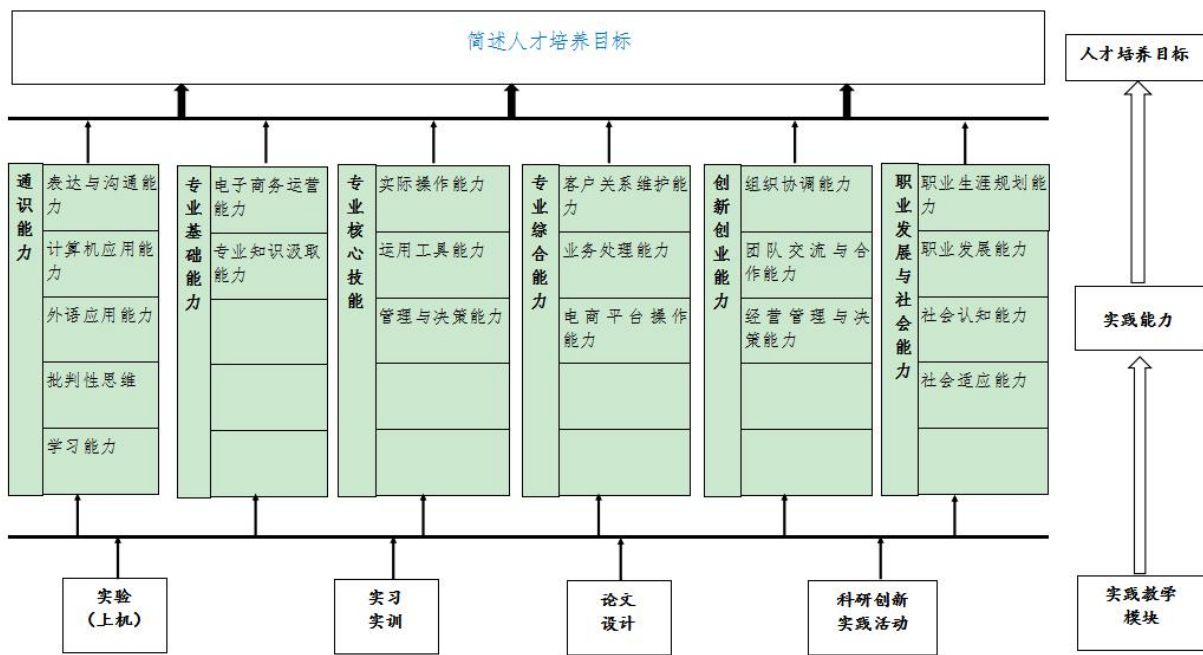 简述人才培养目标
人才培养目标
通识能力
表达与沟通能
力
计算机应用能
力
外语应用能力
批判性思维
学习能力
专业基础能力
电子商务运营
能力
专业知识汲取
能力
专业核心技能
实际操作能力
运用工具能力
管理与决策能力
专业综合能力
客户关系维护能
力
业务处理能力
电商平台操作
能力
创新创业能力
组织协调能力
团队交流与合
作能力
经营管理与决
策能力
职业发展与社会能力
职业生涯规划能
力
职业发展能力
社会认知能力
社会适应能力
实践能力
实验
（上机）
实习
实训
论文
设计
科研创新
实践活动
实践教学
模块